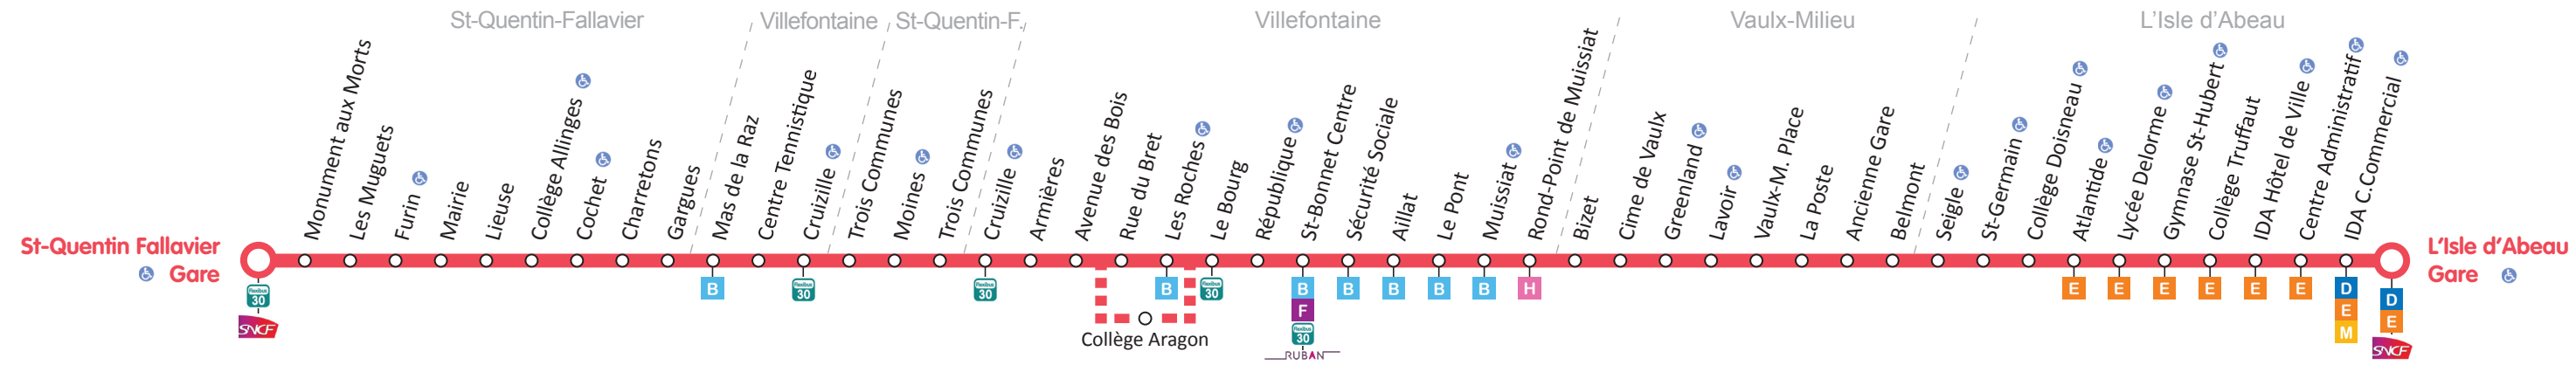 St-Quentin-Fallavier
Villefontaine
St-Quentin-F.
Villefontaine
Vaulx-Milieu
L'Isle d'Abeau
St-Quentin Fallavier
Gare
Monument aux Morts
Les Muguets
Furin
Mairie
Lieuse
Collège Allinges
Cochet
Charretons
Gargues
Mas de la Raz
Centre Tennistique
Cruizille
Trois Communes
Moines
Trois Communes
Cruizille
Armières
Avenue des Bois
Rue du Bret
Les Roches
Le Bourg
République
St-Bonnet Centre
Sécurité Sociale
Aillat
Le Pont
Muissiat
Rond-Point de Muissiat
Bizet
Cime de Vaulx
Greenland
Lavoir
Vaulx-M. Place
La Poste
Ancienne Gare
Belmont
Seigle
St-Germain
Collège Doisneau
Atlantide
Lycée Delorme
Gymnase St-Hubert
Collège Truffaut
IDA Hôtel de Ville
Centre Administratif
IDA C.Commercial
L'Isle d'Abeau
Gare
flexibus
30
SNCF
B
flexibus
30
flexibus
30
B
flexibus
30
Collège Aragon
B
F
flexibus
30
RUBAN
B
B
B
B
H
E
E
E
E
E
E
D
E
M
D
E
SNCF